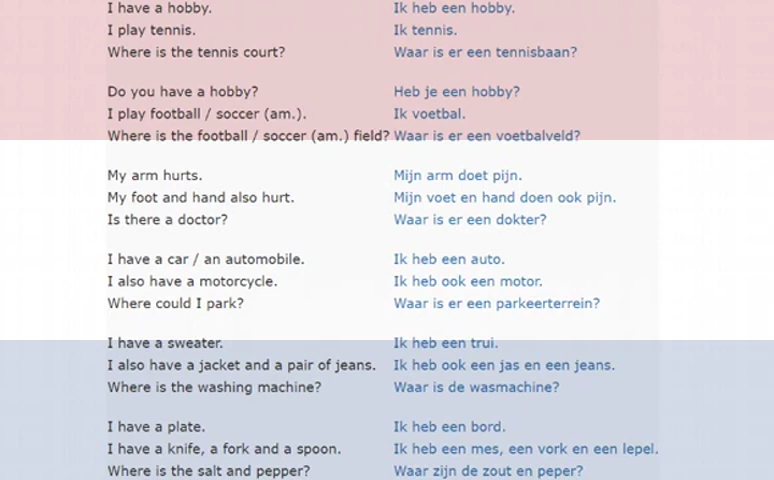 I have a hobby. Ik heb een hobby.
I play tennis. Ik tennis.
Where is the tennis court? Waar is er een tennisbaan?
Do you have a hobby? Heb je een hobby?
I play football / soccer (am.). Ik voetbal.
Where is the football / soccer (am.) field? Waar is er een voetbalveld?
My arm hurts. Mijn arm doet pijn.
My foot and hand also hurt. Mijn voet en hand doen ook pijn.
Is there a doctor? Waar is er een dokter?
I have a car / an automobile. Ik heb een auto.
I also have a motorcycle. Ik heb ook een motor.
Where could I park? Waar is er een parkeerterrein?
I have a sweater. Ik heb een trui.
I also have a jacket and a pair of jeans. Ik heb ook een jas en een jeans.
Where is the washing machine? Waar is de wasmachine?
I have a plate. Ik heb een bord.
I have a knife, a fork and a spoon. Ik heb een mes, een vork en een lepel.
Where is the salt and pepper? Waar zijn de zout en peper?